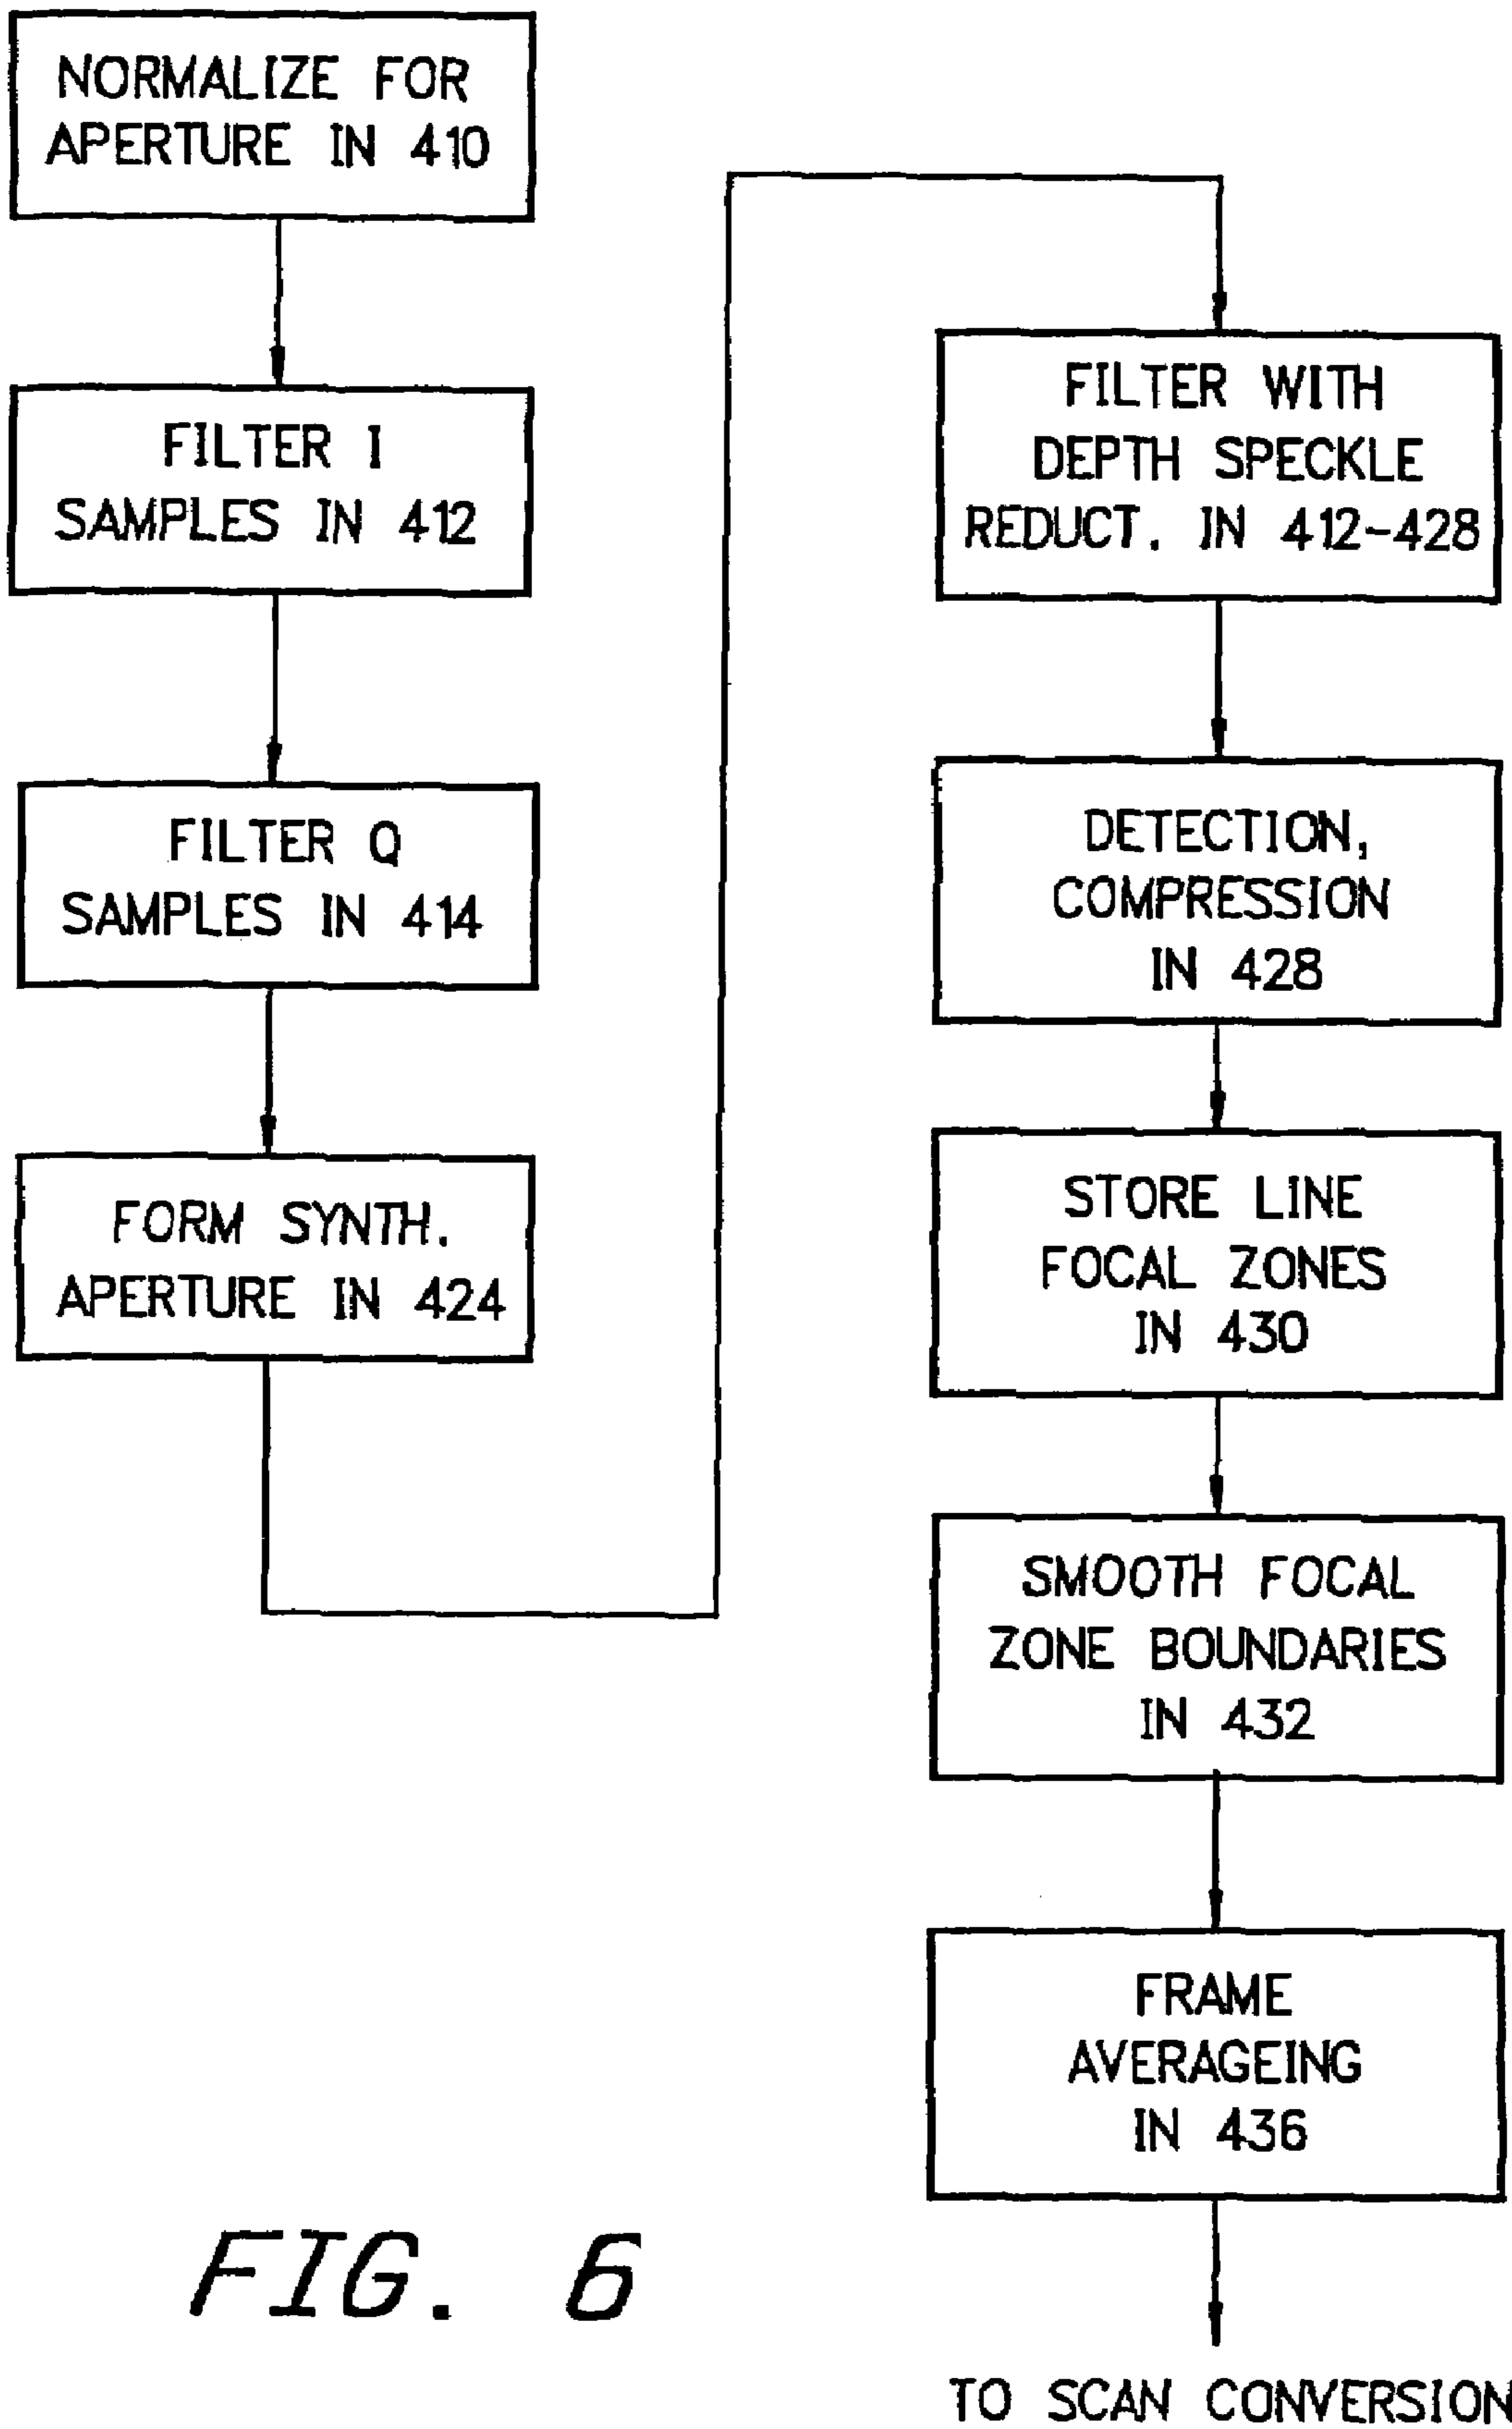 NORMALIZE FOR
APERTURE IN 410
FILTER I
SAMPLES IN 412
FILTER Q
SAMPLES IN 414
FORM SYNTH.
APERTURE IN 424
FILTER WITH
DEPTH SPECKLE
REDUCT. IN 412-428
DETECTION,
COMPRESSION
IN 428
STORE LINE
FOCAL ZONES
IN 430
SMOOTH FOCAL
ZONE BOUNDARIES
IN 432
FRAME
AVERAGEING
IN 436
TO SCAN CONVERSION
FIG. 6